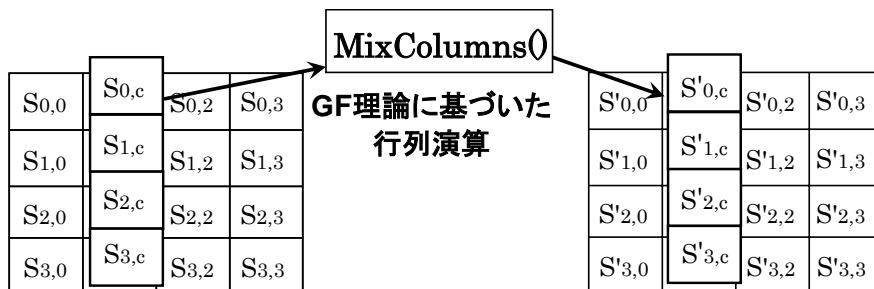 MixColumns()
GF理論に基づいた
行列演算
S0,0 S0,c S0,2 S0,3
S1,0 S1,c S1,2 S1,3
S2,0 S2,c S2,2 S2,3
S3,0 S3,c S3,2 S3,3
S'0,0 S'0,c S'0,2 S'0,3
S'1,0 S'1,c S'1,2 S'1,3
S'2,0 S'2,c S'2,2 S'2,3
S'3,0 S'3,c S'3,2 S'3,3